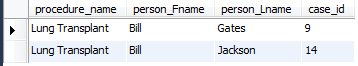 procedure_name person_Fname person_Lname case_id
Lung Transplant Bill Gates 9
Lung Transplant Bill Jackson 14